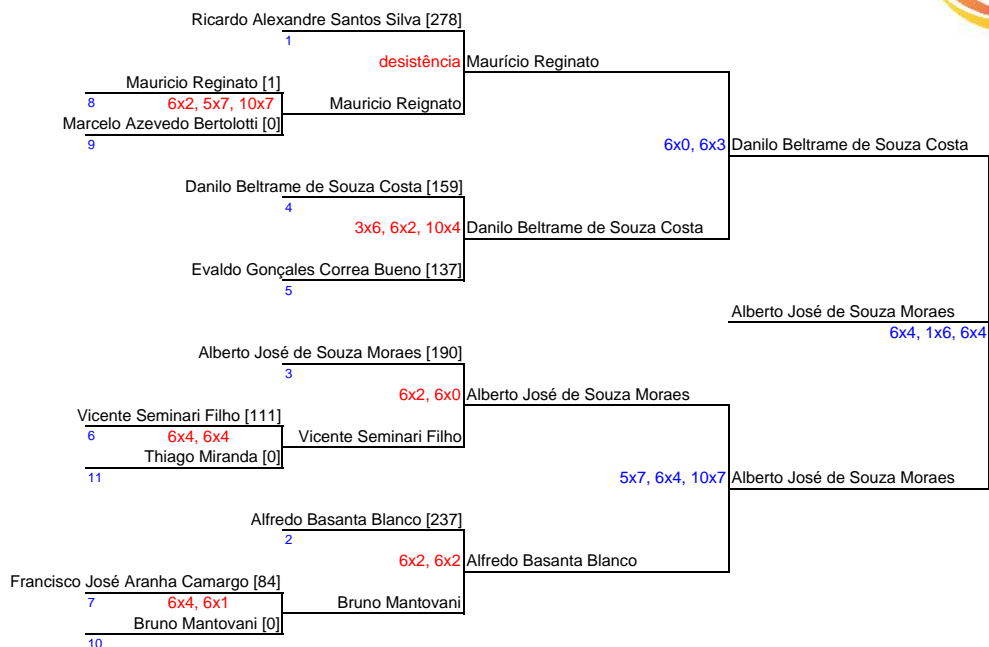 Ricardo Alexandre Santos Silva [278]
1
desistência Maurício Reginato
Mauricio Reginato [1]
8 6x2, 5x7, 10x7 Mauricio Reignato
Marcelo Azevedo Bertolotti [0]
9
6x0, 6x3 Danilo Beltrame de Souza Costa
Danilo Beltrame de Souza Costa [159]
4
3x6, 6x2, 10x4 Danilo Beltrame de Souza Costa
Evaldo Gonçales Correa Bueno [137]
5
Alberto José de Souza Moraes
6x4, 1x6, 6x4
Alberto José de Souza Moraes [190]
3
6x2, 6x0 Alberto José de Souza Moraes
Vicente Seminari Filho [111]
6 6x4, 6x4 Vicente Seminari Filho
Thiago Miranda [0]
11
5x7, 6x4, 10x7 Alberto José de Souza Moraes
Alfredo Basanta Blanco [237]
2
6x2, 6x2 Alfredo Basanta Blanco
Francisco José Aranha Camargo [84]
7 6x4, 6x1 Bruno Mantovani
Bruno Mantovani [0]
10